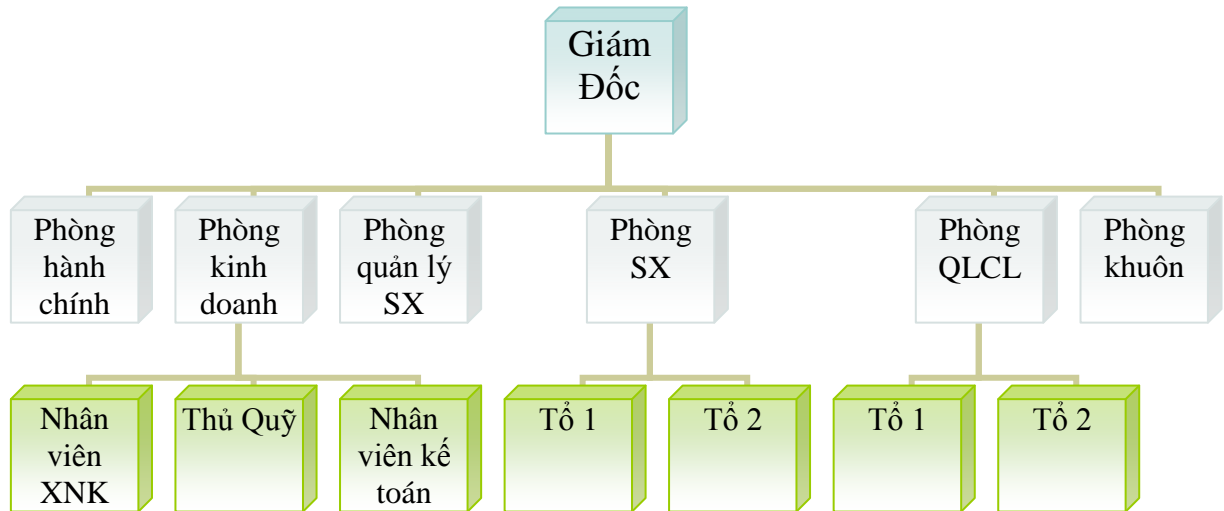 Giám
Đốc
Phòng
hành
chính
Phòng
kinh
doanh
Phòng
quản lý
SX
Phòng
SX
Phòng
QLCL
Phòng
khuôn
Nhân
viên
XNK
Thủ Quỹ
Nhân
viên kế
toán
Tổ 1
Tổ 2
Tổ 1
Tổ 2